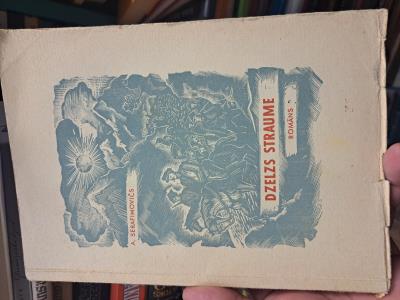 A. SERAFIMOVIČS
DZELZS STRAUME
ROMĀNS